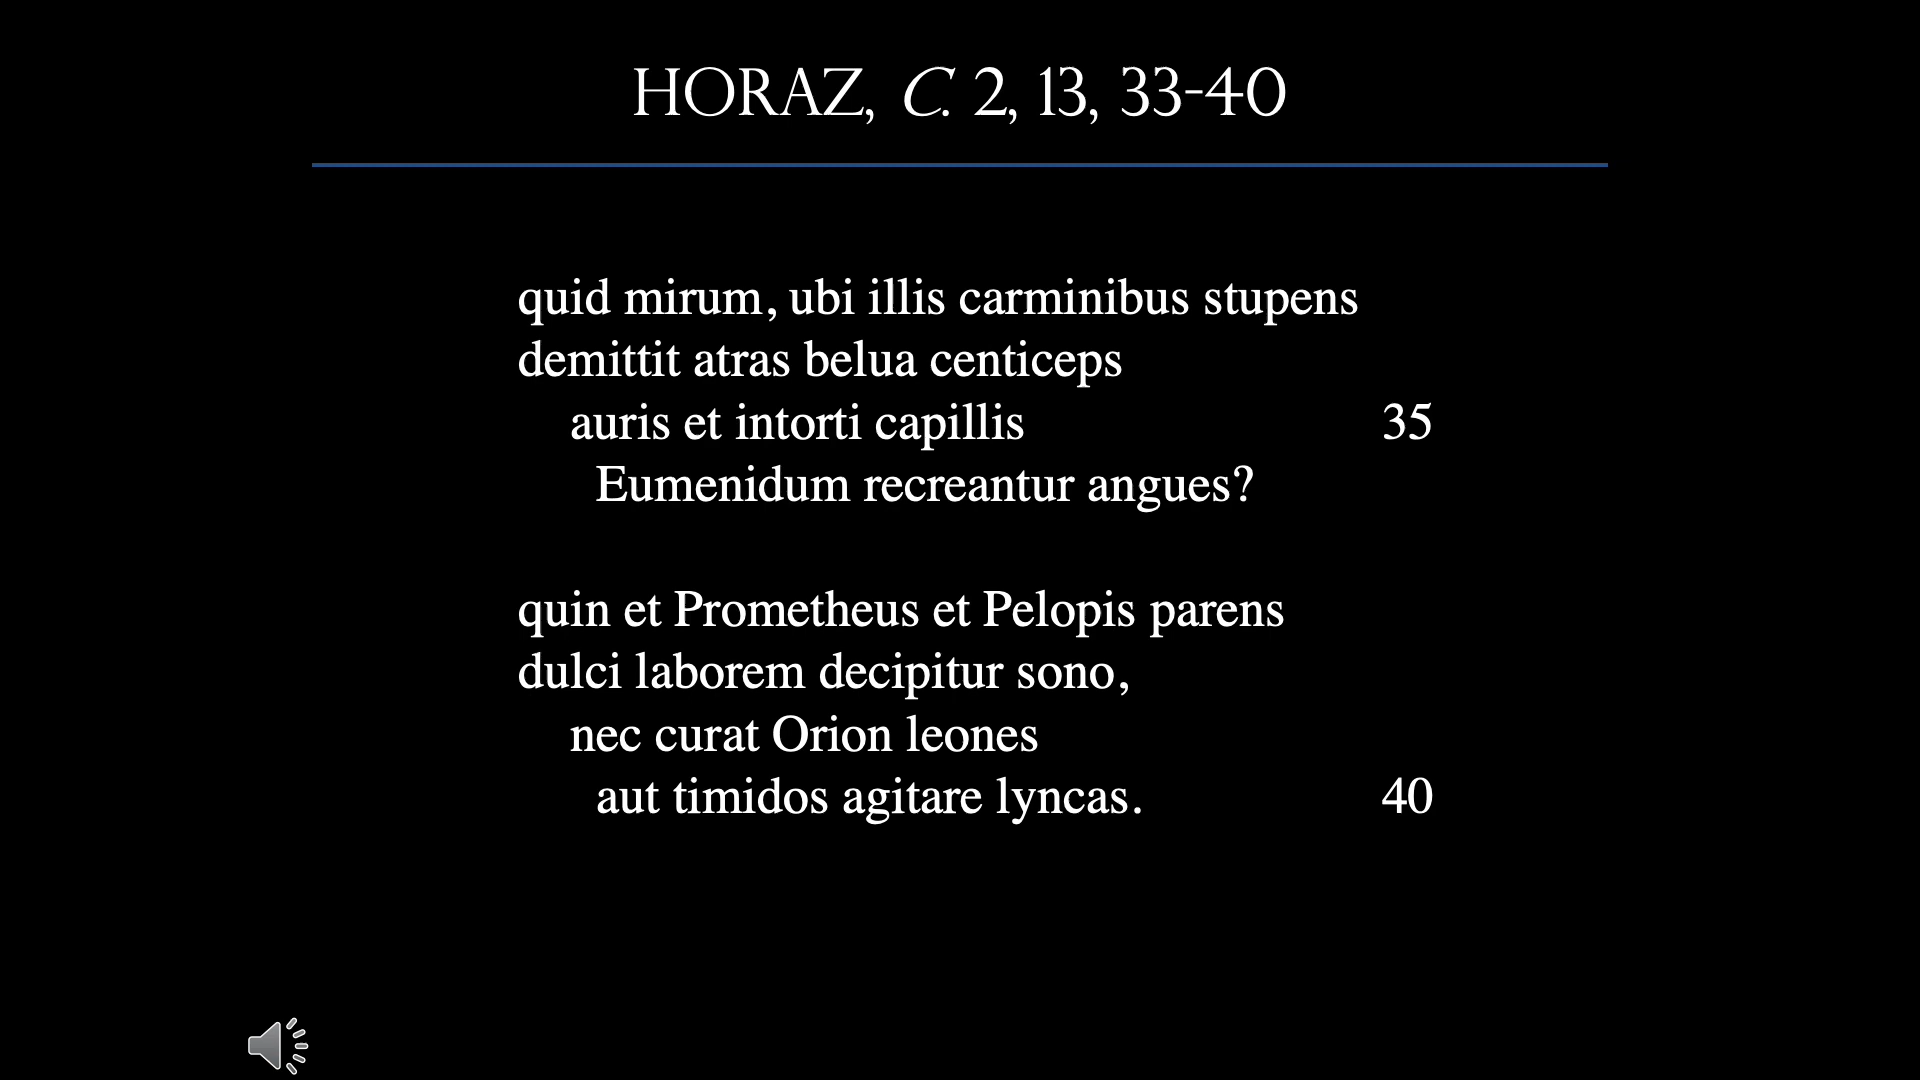 HORAZ, C. 2, 13, 33-40
quid mirum, ubi illis carminibus stupens
demittit atras belua centiceps
auris et intorti capillis 35
Eumenidum recreantur angues?
quin et Prometheus et Pelopis parens
dulci laborem decipitur sono,
nec curat Orion leones
aut timidos agitare lyncas. 40